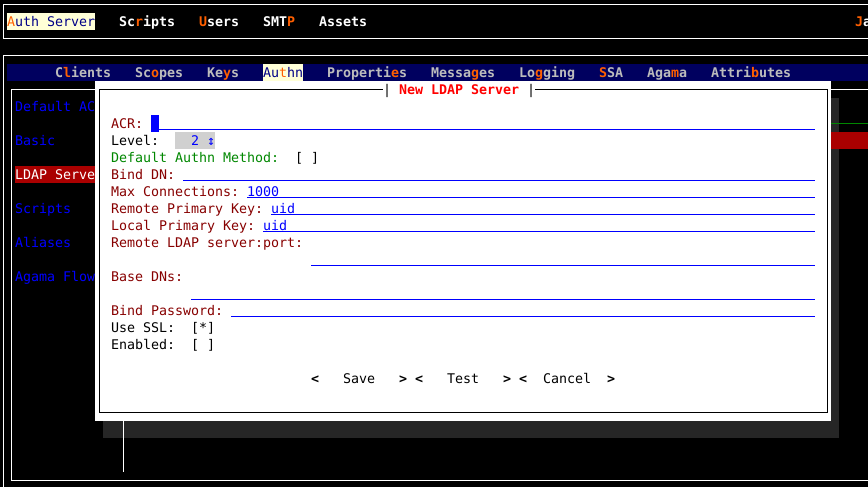 Auth Server Scripts Users SMTP Assets
Clients Scopes Keys Authn Properties Messages Logging SSA Agama Attributes
New LDAP Server
Default AC
Basic
LDAP Serve
Scripts
Aliases
Agama Flow
ACR:
Level: 2 ↕
Default Authn Method: [ ]
Bind DN:
Max Connections: 1000
Remote Primary Key: uid
Local Primary Key: uid
Remote LDAP server:port:
Base DNs:
Bind Password:
Use SSL: [*]
Enabled: [ ]
< Save > < Test > < Cancel >